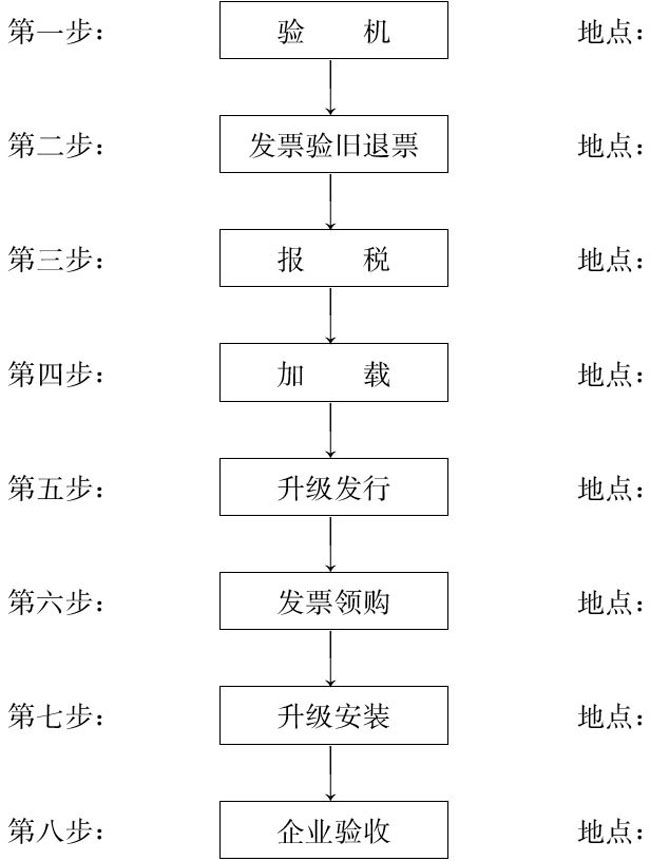 第一步： 验 机 地点：
第二步： 发票验旧退票 地点：
第三步： 报 税 地点：
第四步： 加 载 地点：
第五步： 升级发行 地点：
第六步： 发票领购 地点：
第七步： 升级安装 地点：
第八步： 企业验收 地点：